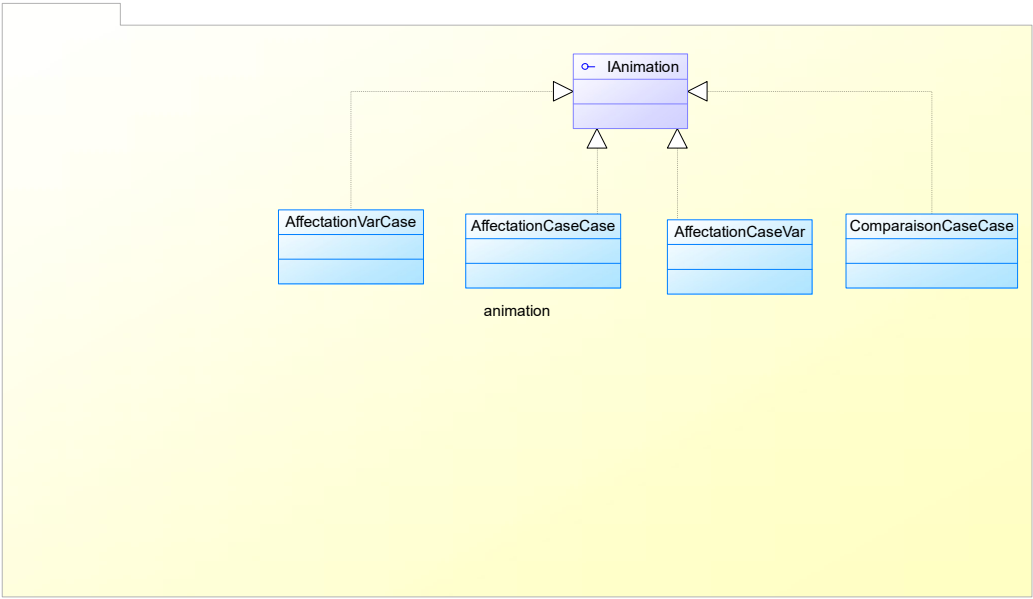 IAnimation
AffectationVarCase
AffectationCaseCase
AffectationCaseVar
ComparaisonCaseCase
animation